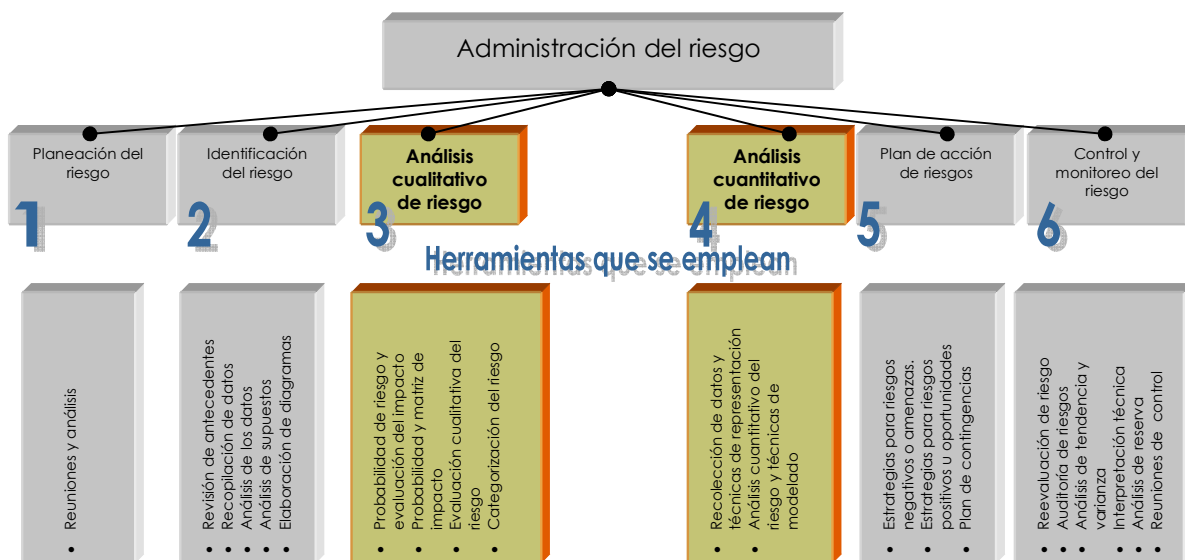 Administración del riesgo
Planeación del
riesgo
1
Identificación
del riesgo
2
Análisis
cualitativo
de riesgo
3
Análisis
cuantitativo
de riesgo
4
Plan de acción
de riesgos
5
Control y
monitoreo del
riesgo
6
Herramientas que se emplean
• Reuniones y análisis
• Revisión de antecedentes
• Recopilación de datos
• Análisis de los datos
• Análisis de supuestos
• Elaboración de diagramas
• Probabilidad de riesgo y
evaluación del impacto
• Probabilidad y matriz de
impacto
• Evaluación cualitativa del
riesgo
• Categorización del riesgo
• Recolección de datos y
técnicas de representación
• Análisis cuantitativo del
riesgo y técnicas de
modelado
• Estrategias para riesgos
negativos o amenazas.
• Estrategias para riesgos
positivos u oportunidades
• Plan de contingencias
• Reevaluación de riesgo
• Auditoría de riesgos
• Análisis de tendencia y
varianza
• Interpretación técnica
• Análisis de reserva
• Reuniones de control